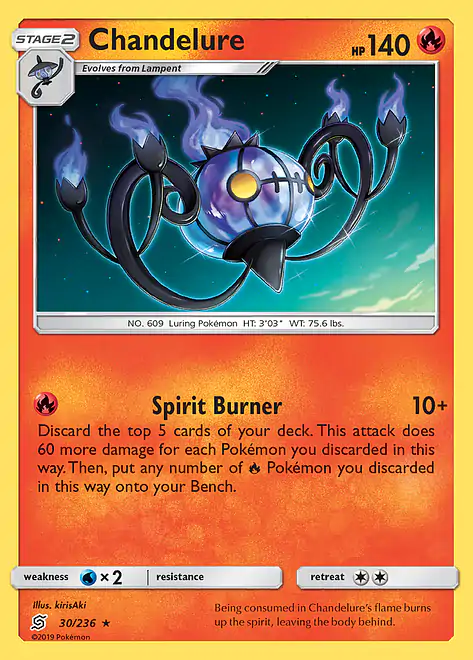 STAGE 2 Chandelure HP 140
Evolves from Lampent
NO. 609 Luring Pokémon HT: 3'03" WT: 75.6 lbs.
Spirit Burner 10+
Discard the top 5 cards of your deck. This attack does
60 more damage for each Pokémon you discarded in this
way. Then, put any number of Pokémon you discarded
in this way onto your Bench.
weakness × 2 resistance retreat
Illus. kirisAki
30/236 ★
©2019 Pokémon
Being consumed in Chandelure's flame burns
up the spirit, leaving the body behind.